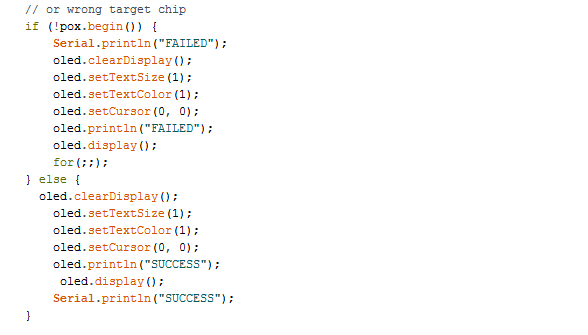 // or wrong target chip
if (!pox.begin()) {
    Serial.println("FAILED");
    oled.clearDisplay();
    oled.setTextSize(1);
    oled.setTextColor(1);
    oled.setCursor(0, 0);
    oled.println("FAILED");
    oled.display();
    for(;;);
} else {
  oled.clearDisplay();
    oled.setTextSize(1);
    oled.setTextColor(1);
    oled.setCursor(0, 0);
    oled.println("SUCCESS");
     oled.display();
    Serial.println("SUCCESS");
}